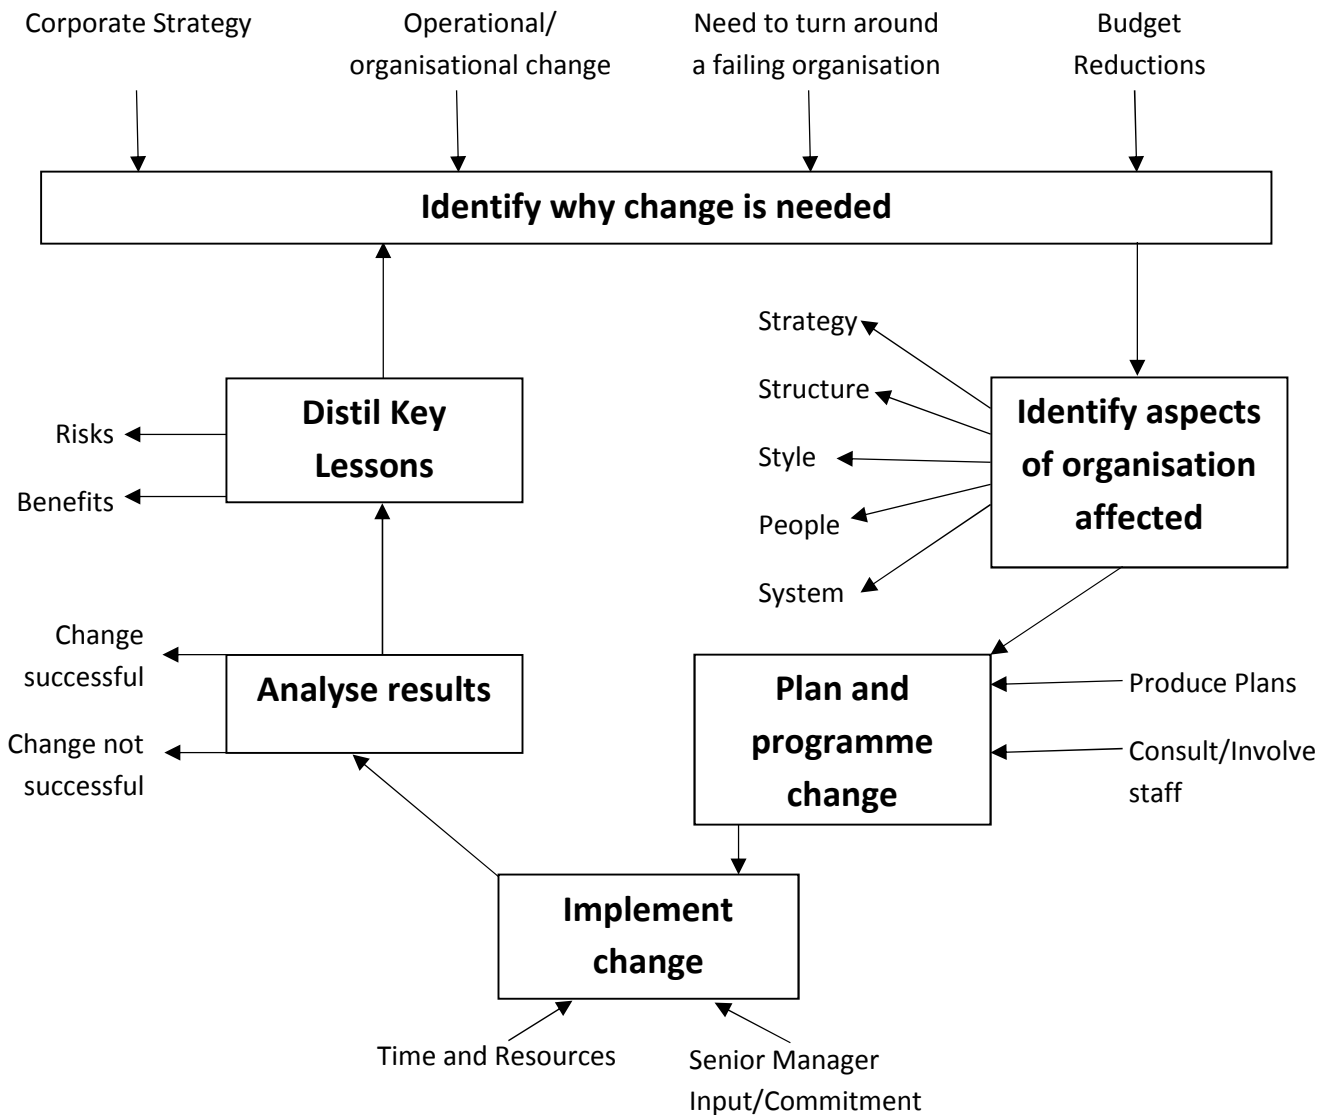 Corporate Strategy
Operational/
organisational change
Need to turn around
a failing organisation
Budget
Reductions
Identify why change is needed
Strategy
Structure
Style
People
System
Identify aspects
of organisation
affected
Distil Key
Lessons
Risks
Benefits
Change
successful
Change not
successful
Analyse results
Plan and
programme
change
Produce Plans
Consult/Involve
staff
Implement
change
Time and Resources
Senior Manager
Input/Commitment